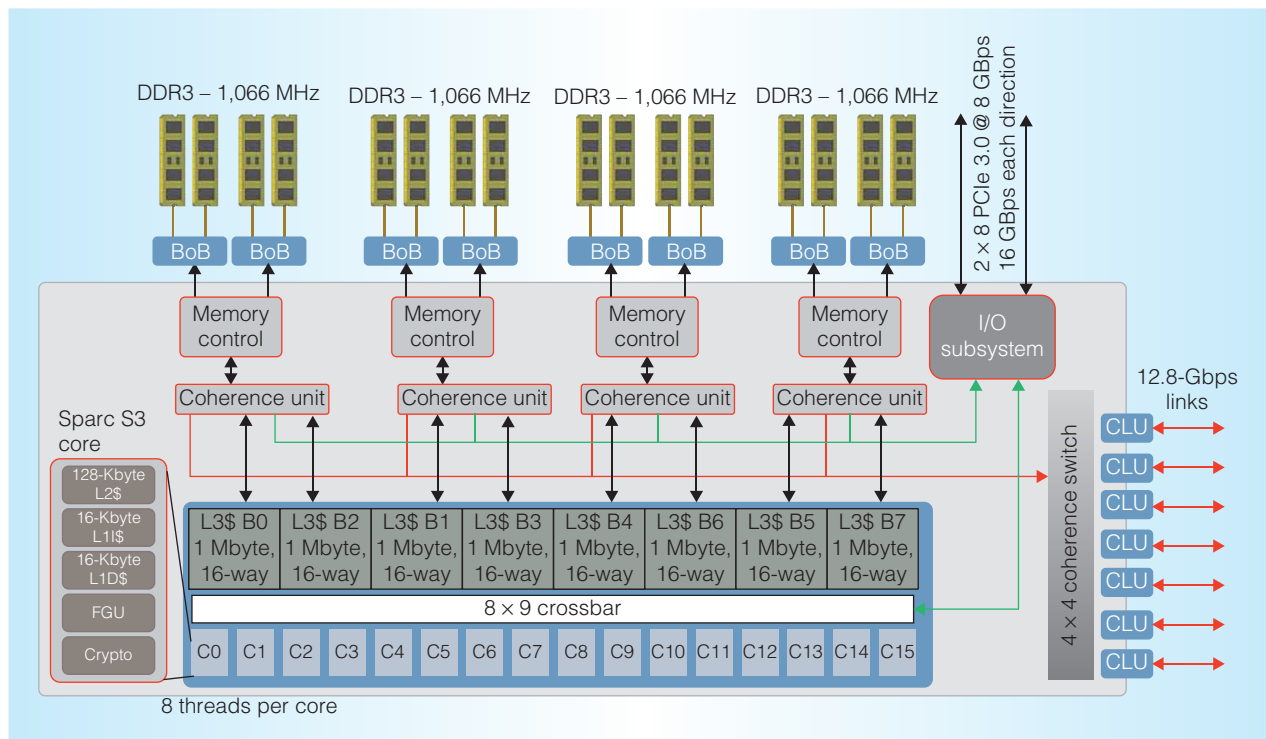 DDR3 – 1,066 MHz
DDR3 – 1,066 MHz
DDR3 – 1,066 MHz
DDR3 – 1,066 MHz
2 × 8 PCIe 3.0 @ 8 GBps
16 GBps each direction
BoB
BoB
BoB
BoB
BoB
BoB
BoB
BoB
Memory
control
Memory
control
Memory
control
Memory
control
I/O
subsystem
Coherence unit
Coherence unit
Coherence unit
Coherence unit
12.8-Gbps
links
Sparc S3
core
128-Kbyte
L2$
16-Kbyte
L1I$
16-Kbyte
L1D$
FGU
Crypto
L3$ B0
1 Mbyte,
16-way
L3$ B2
1 Mbyte,
16-way
L3$ B1
1 Mbyte,
16-way
L3$ B3
1 Mbyte,
16-way
L3$ B4
1 Mbyte,
16-way
L3$ B6
1 Mbyte,
16-way
L3$ B5
1 Mbyte,
16-way
L3$ B7
1 Mbyte,
16-way
8 × 9 crossbar
C0
C1
C2
C3
C4
C5
C6
C7
C8
C9
C10
C11
C12
C13
C14
C15
8 threads per core
4 × 4 coherence switch
CLU
CLU
CLU
CLU
CLU
CLU
CLU